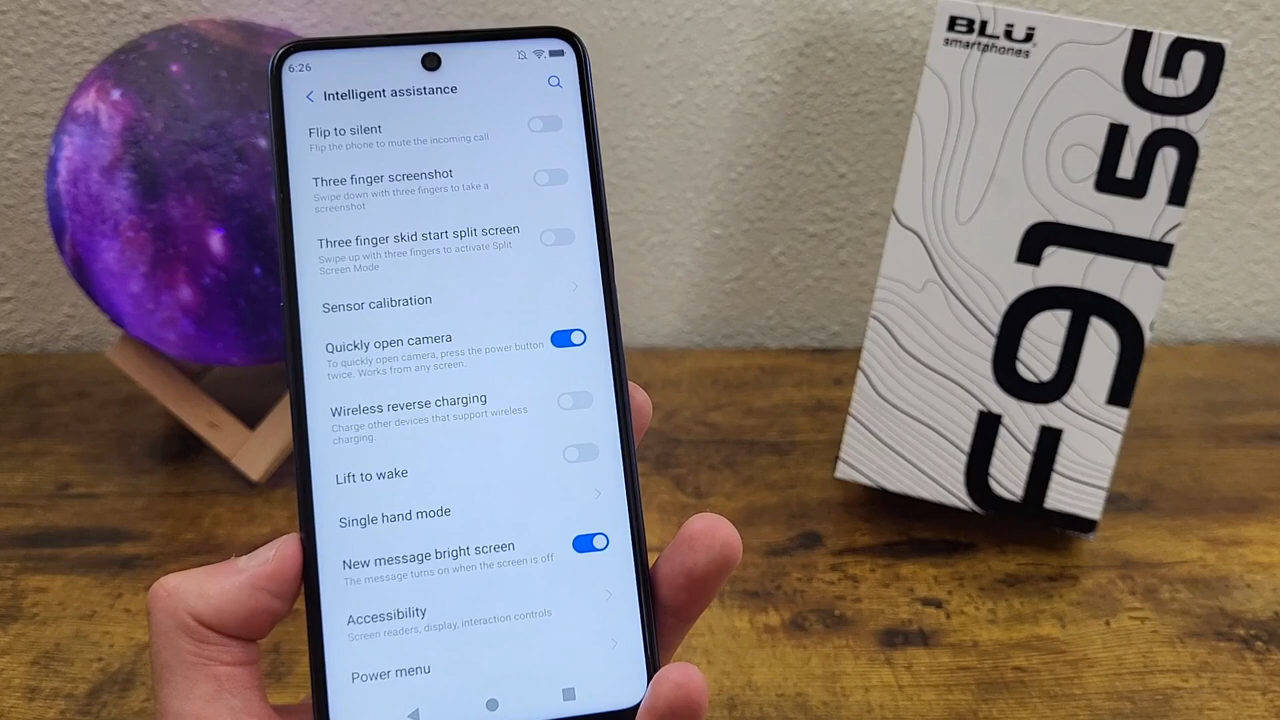 6:26
Intelligent assistance
Flip to silent
Flip the phone to mute the incoming call
Three finger screenshot
Swipe down with three fingers to take a
screenshot
Three finger skid start split screen
Swipe up with three fingers to activate Split
Screen Mode
Sensor calibration
Quickly open camera
To quickly open camera, press the power button
twice. Works from any screen.
Wireless reverse charging
Charge other devices that support wireless
charging.
Lift to wake
Single hand mode
New message bright screen
The message turns on when the screen is off
Accessibility
Screen readers, display, interaction controls
Power menu
BLU
smartphones
F91 5G